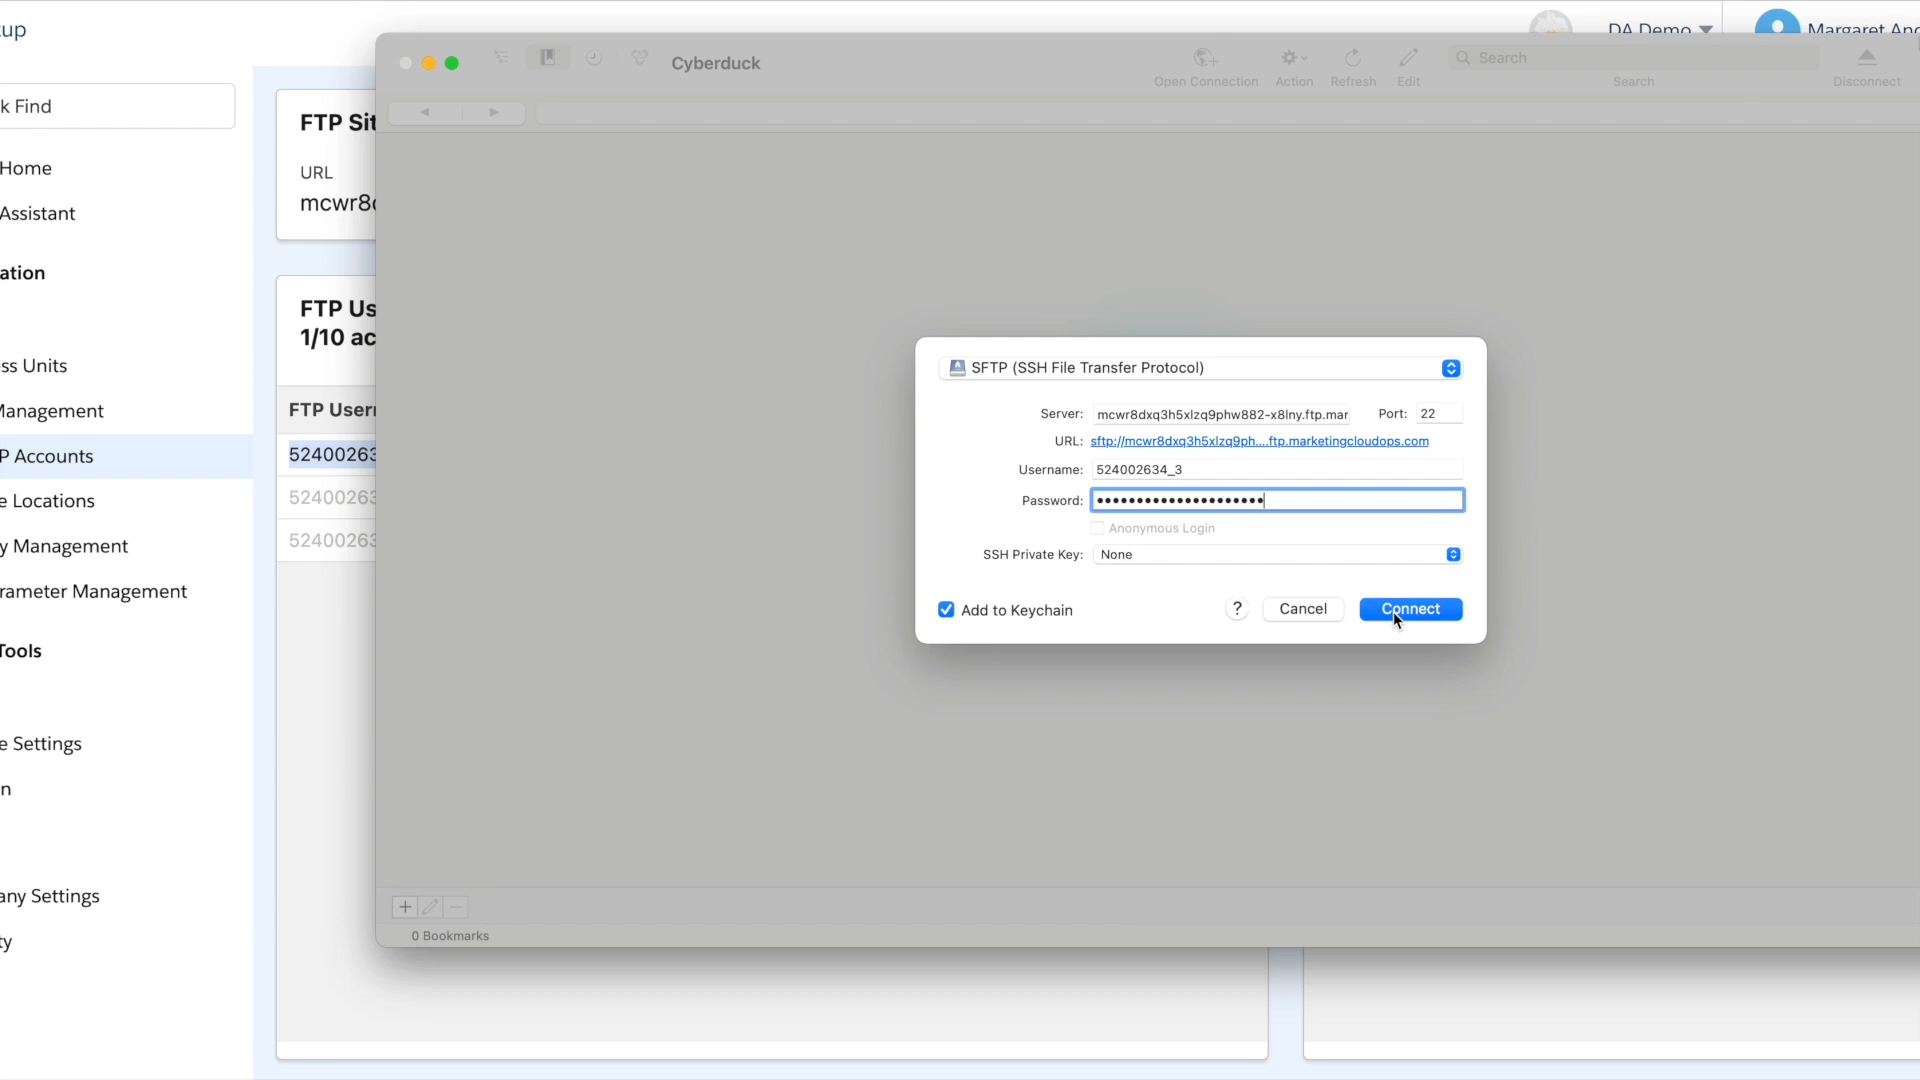 up
DA Demo
Margaret And
k Find
Home
Assistant
ation
ss Units
Management
P Accounts
e Locations
y Management
rameter Management
Tools
e Settings
n
any Settings
ty
FTP Sit
URL
mcwr8d
FTP Us
1/10 ac
FTP Usern
52400263
52400263
52400263
Cyberduck
Open Connection
Action
Refresh
Edit
Search
Search
Disconnect
SFTP (SSH File Transfer Protocol)
Server: mcwr8dxq3h5xlzq9phw882-x8lny.ftp.mar Port: 22
URL: sftp://mcwr8dxq3h5xlzq9ph....ftp.marketingcloudops.com
Username: 524002634_3
Password: •••••••••••••••••••••
Anonymous Login
SSH Private Key: None
Add to Keychain
?
Cancel
Connect
0 Bookmarks